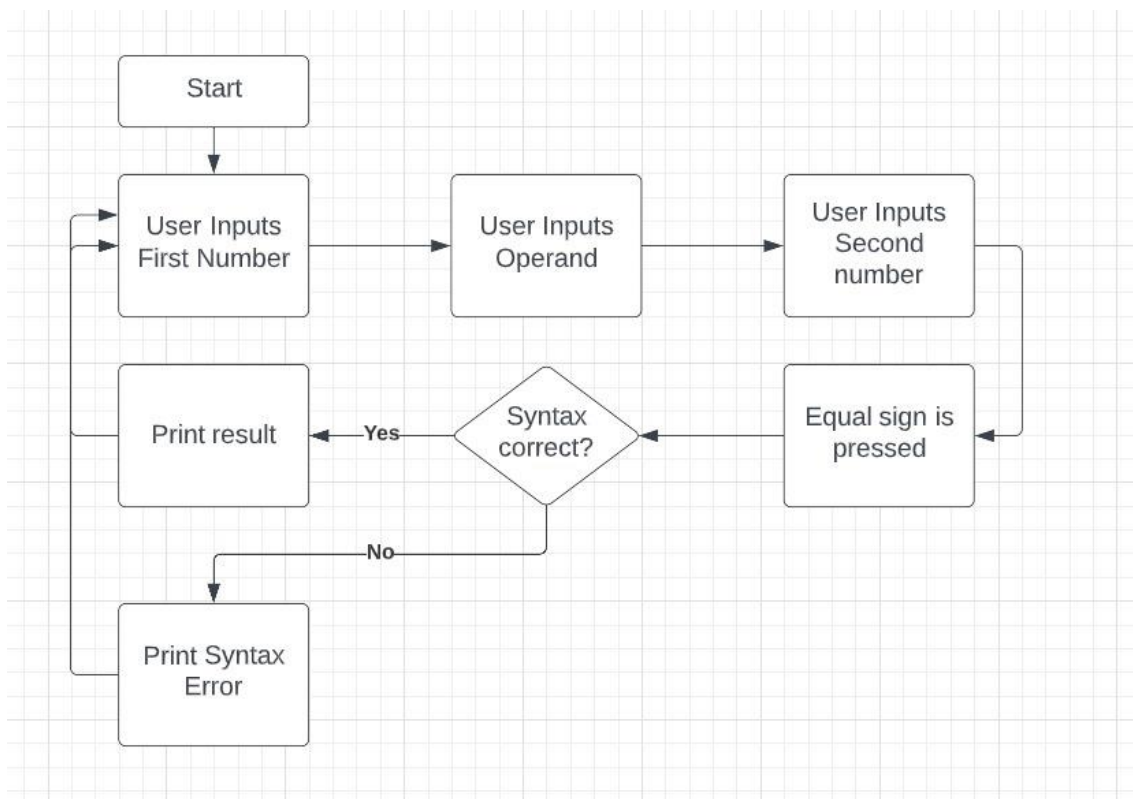 Start
User Inputs
First Number
User Inputs
Operand
User Inputs
Second
number
Equal sign is
pressed
Syntax
correct?
Yes
Print result
No
Print Syntax
Error